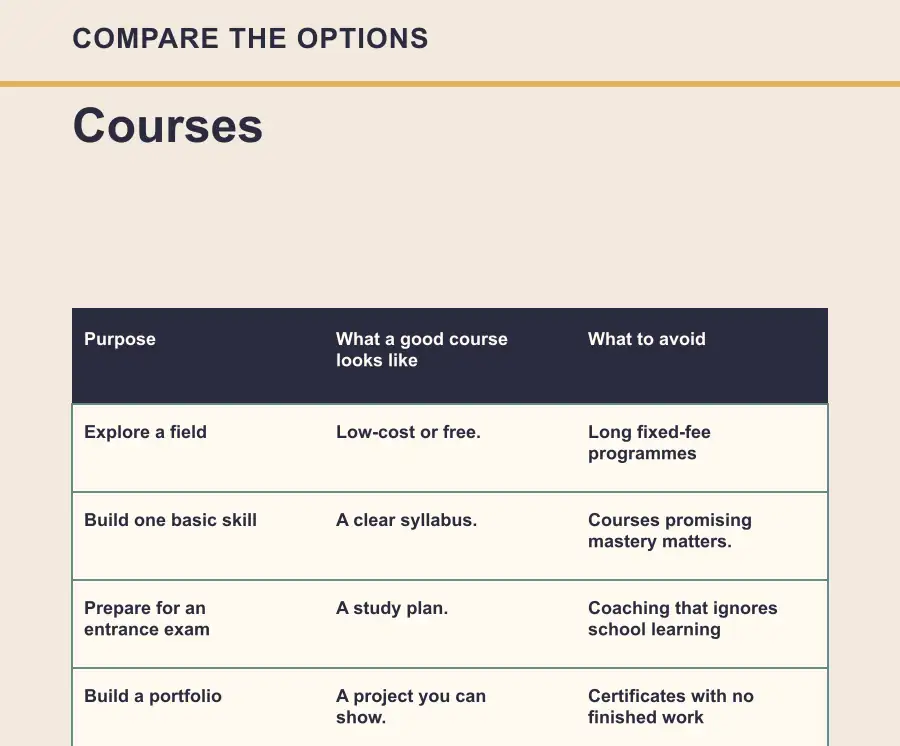 COMPARE THE OPTIONS
Courses
Purpose
What a good course
looks like
What to avoid
Explore a field
Low-cost or free.
Long fixed-fee
programmes
Build one basic skill
A clear syllabus.
Courses promising
mastery matters.
Prepare for an
entrance exam
A study plan.
Coaching that ignores
school learning
Build a portfolio
A project you can
show.
Certificates with no
finished work